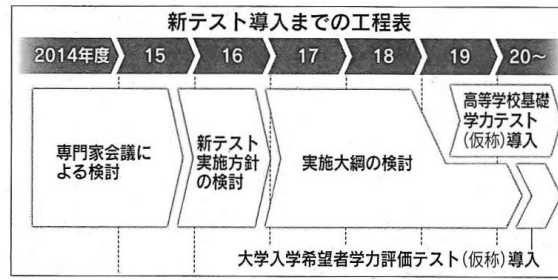 新テスト導入までの工程表
2014年度 15 16 17 18 19 20～
専門家会議に
よる検討
新テスト
実施方針
の検討
実施大綱の検討
高等学校基礎
学力テスト
(仮称)導入
大学入学希望者学力評価テスト(仮称)導入